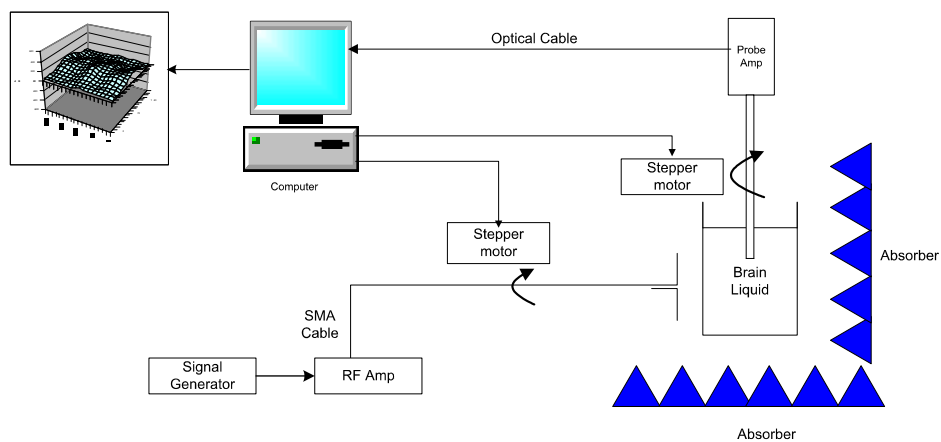 Optical Cable
Probe
Amp
Computer
Stepper
motor
Stepper
motor
Brain
Liquid
Absorber
SMA
Cable
Signal
Generator
RF Amp
Absorber